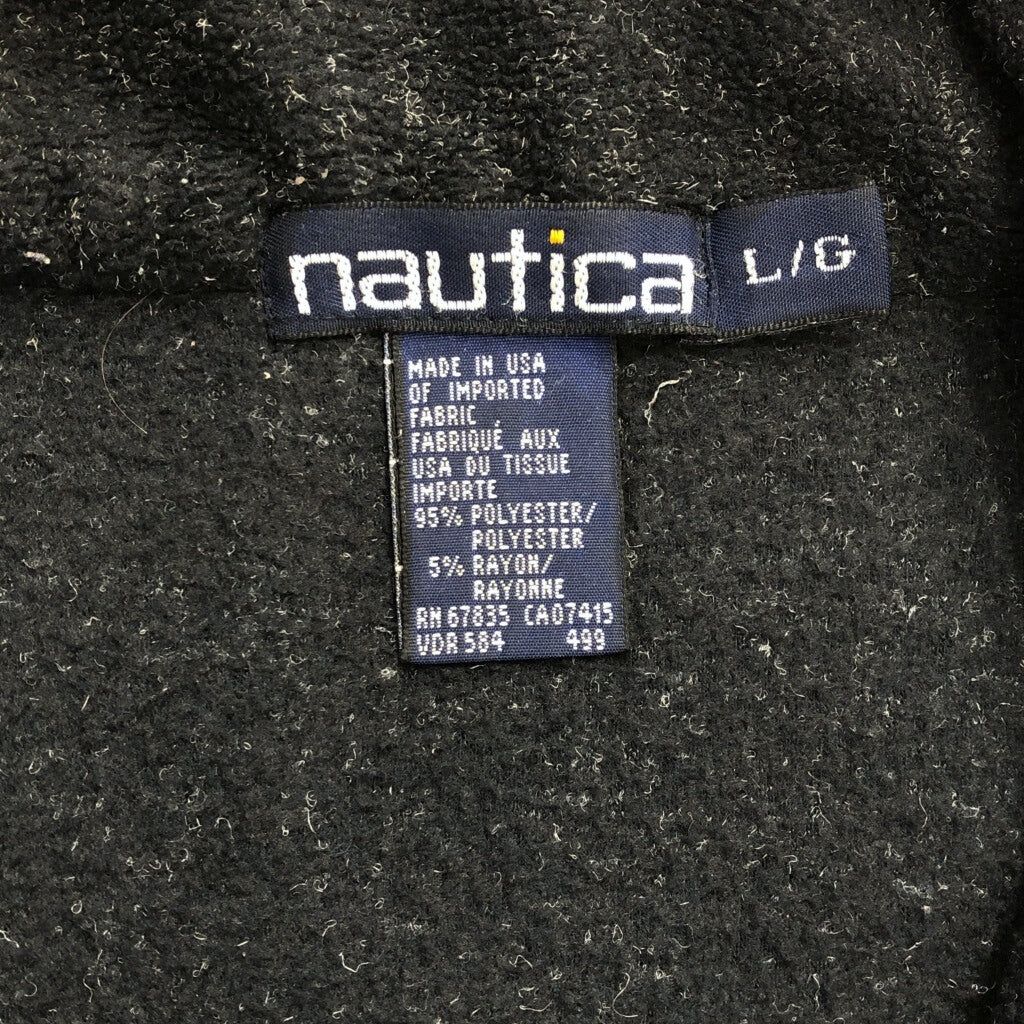 nautica L/G
MADE IN USA
OF IMPORTED
FABRIC
FABRIQUÉ AUX
USA DU TISSUE
IMPORTE
95% POLYESTER/
POLYESTER
5% RAYON/
RAYONNE
RN 67835 CA07415
VDR 584 499